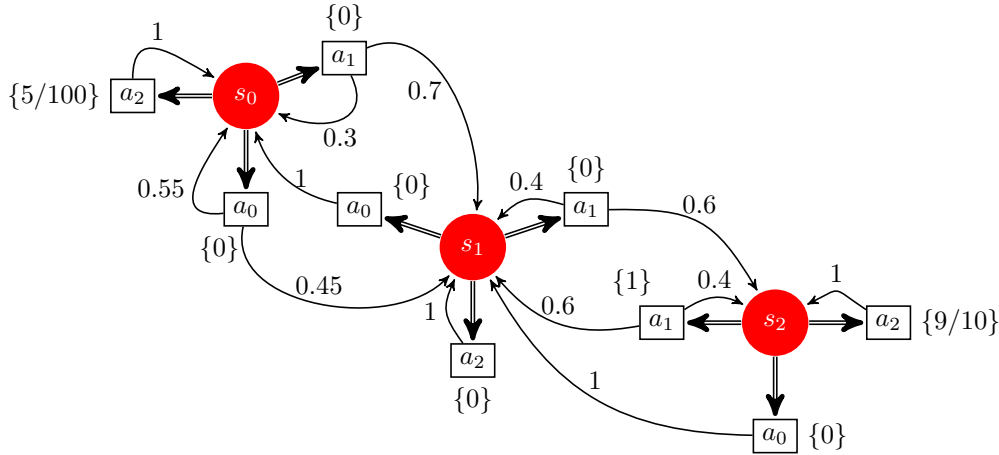 {0}
1
a₁
{5/100}
a₂
s₀
0.7
0.3
0.55
1
{0}
{0}
0.4
a₀
a₀
a₁
0.6
{0}
s₁
0.45
{1}
0.4
1
1
0.6
a₁
s₂
a₂
{9/10}
a₂
1
{0}
a₀
{0}